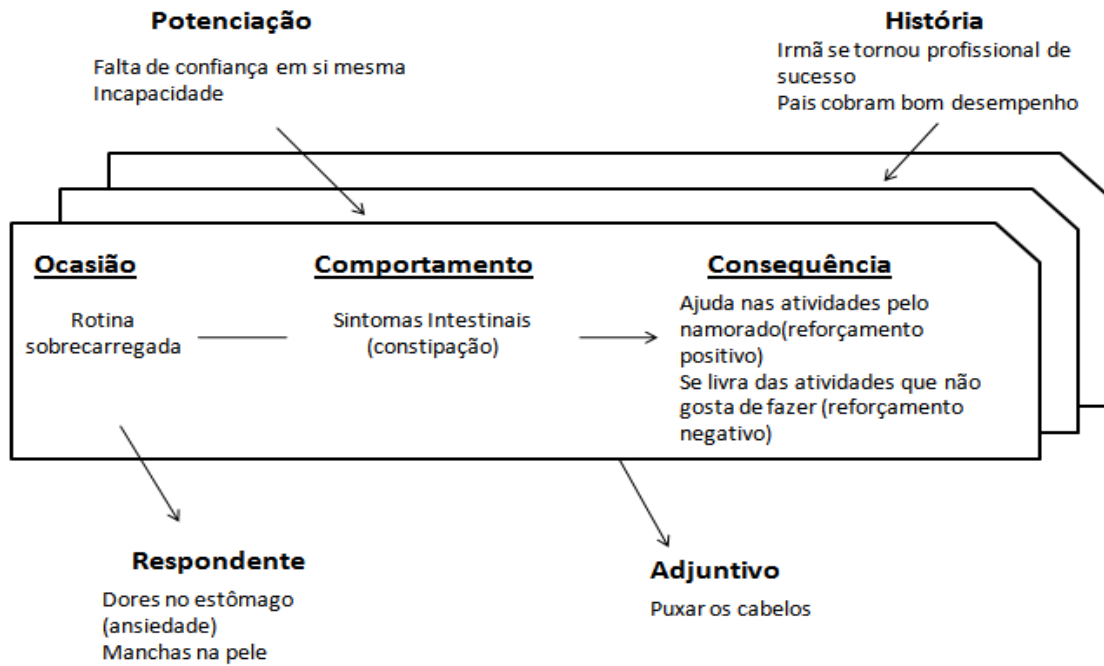 Potenciação
Falta de confiança em si mesma
Incapacidade
História
Irmã se tornou profissional de
sucesso
Pais cobram bom desempenho
Ocasião
Rotina
sobrecarregada
Comportamento
Sintomas Intestinais
(constipação)
Consequência
Ajuda nas atividades pelo
namorado(reforçamento
positivo)
Se livra das atividades que não
gosta de fazer (reforçamento
negativo)
Respondente
Dores no estômago
(ansiedade)
Manchas na pele
Adjuntivo
Puxar os cabelos